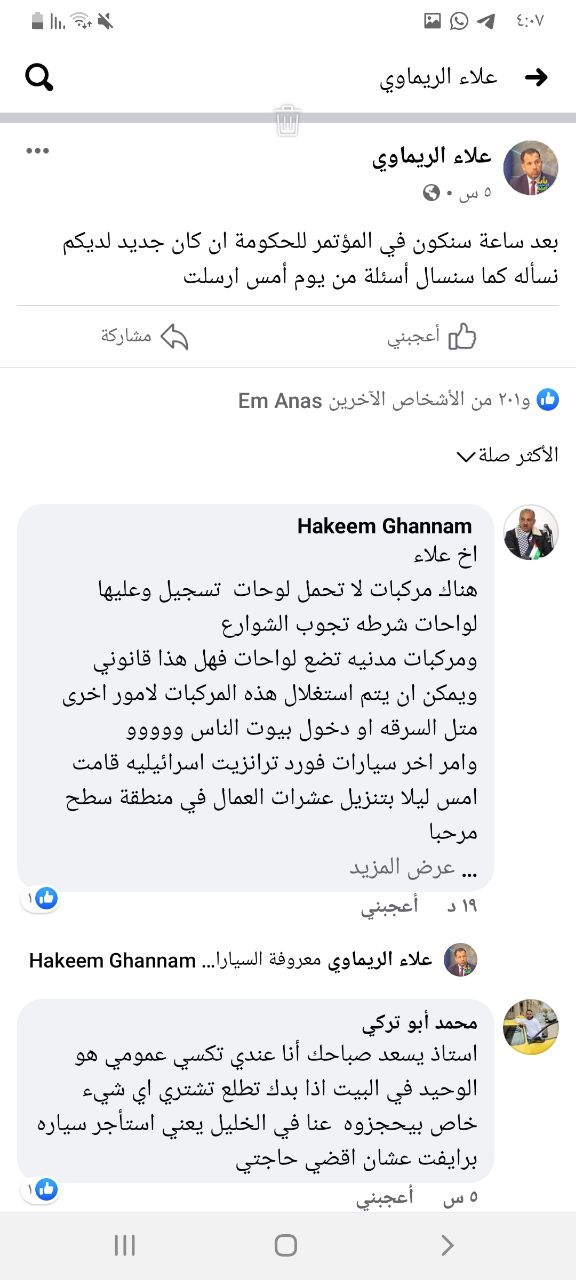 ٤:٠٧
علاء الريماوي
علاء الريماوي
٥ س
بعد ساعة سنكون في المؤتمر للحكومة ان كان جديد لديكم
نسأله كما سنسال أسئلة من يوم أمس ارسلت
أعجبني
مشاركة
Em Anas و٢٠١ من الأشخاص الآخرين
الأكثر صلة
Hakeem Ghannam
اخ علاء
هناك مركبات لا تحمل لوحات تسجيل وعليها
لواحات شرطه تجوب الشوارع
ومركبات مدنيه تضع لواحات فهل هذا قانوني
ويمكن ان يتم استغلال هذه المركبات لامور اخرى
متل السرقه او دخول بيوت الناس ووووو
وامر اخر سيارات فورد ترانزيت اسرائيليه قامت
امس ليلا بتنزيل عشرات العمال في منطقة سطح
مرحبا
... عرض المزيد
١
١٩ د أعجبني
علاء الريماوي معروفة السيارا... Hakeem Ghannam
محمد أبو تركي
استاذ يسعد صباحك أنا عندي تكسي عمومي هو
الوحيد في البيت اذا بدك تطلع تشتري اي شيء
خاص بيحجزوه عنا في الخليل يعني استأجر سياره
برايفت عشان اقضي حاجتي
١
٥ س أعجبني